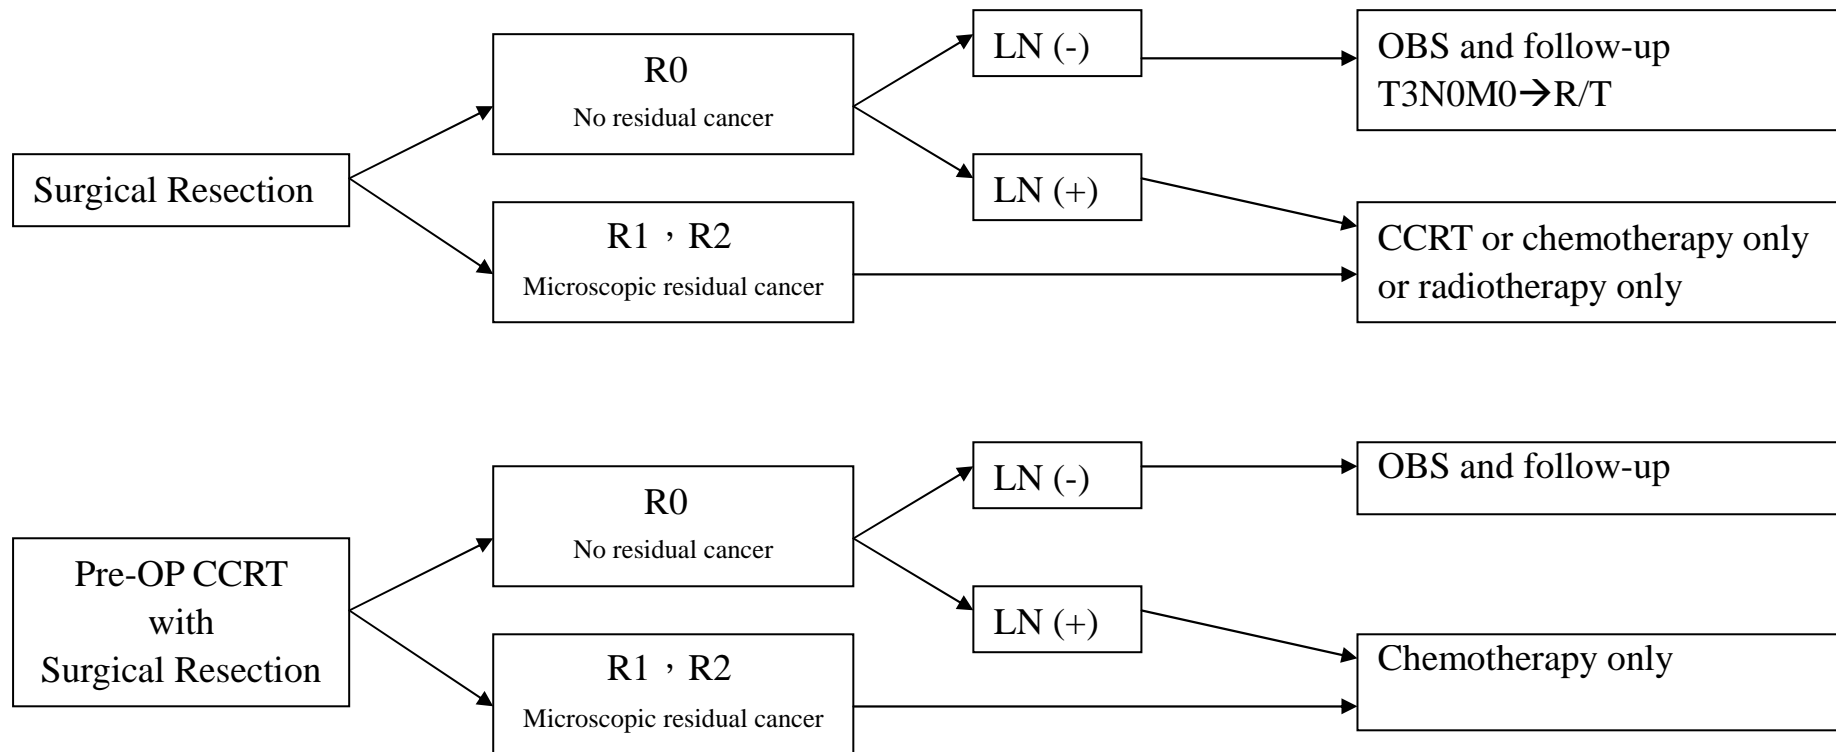 Surgical Resection
R0
No residual cancer
R1，R2
Microscopic residual cancer
LN (-)
LN (+)
OBS and follow-up
T3N0M0→R/T
CCRT or chemotherapy only
or radiotherapy only
Pre-OP CCRT
with
Surgical Resection
R0
No residual cancer
R1，R2
Microscopic residual cancer
LN (-)
LN (+)
OBS and follow-up
Chemotherapy only